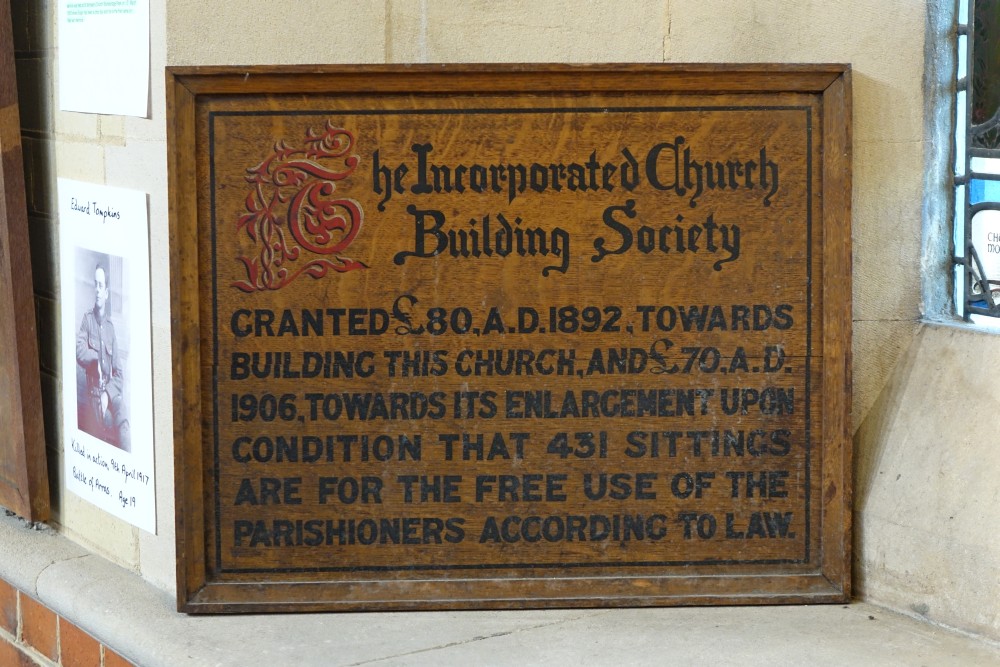 Edward Tompkins
Killed in action, 9th April 1917
Battle of Arras. Age 19
The Incorporated Church
Building Society
GRANTED £80, A.D. 1892, TOWARDS
BUILDING THIS CHURCH, AND £70, A.D.
1906, TOWARDS ITS ENLARGEMENT UPON
CONDITION THAT 431 SITTINGS
ARE FOR THE FREE USE OF THE
PARISHIONERS ACCORDING TO LAW.